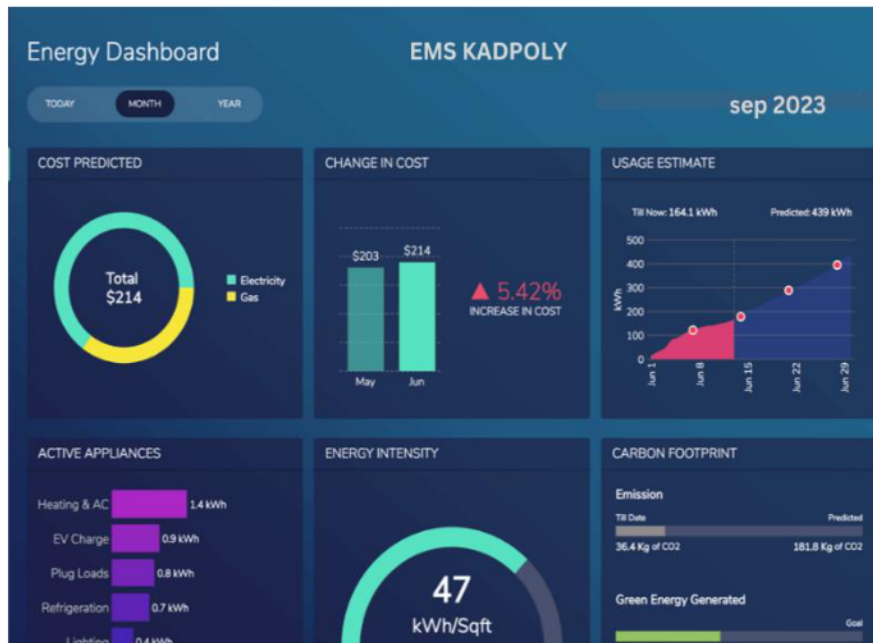 Energy Dashboard
EMS KADPOLY
TODAY
MONTH
YEAR
sep 2023
COST PREDICTED
Total
$214
Electricity
Gas
CHANGE IN COST
$203
$214
May
Jun
▲ 5.42%
INCREASE IN COST
USAGE ESTIMATE
Till Now: 164.1 kWh
Predicted: 439 kWh
500
400
300
200
100
0
kWh
Jun 1
Jun 8
Jun 15
Jun 22
Jun 29
ACTIVE APPLIANCES
Heating & AC
1.4 kWh
EV Charge
0.9 kWh
Plug Loads
0.8 kWh
Refrigeration
0.7 kWh
Lighting
0.4 kWh
ENERGY INTENSITY
47
kWh/Sqft
CARBON FOOTPRINT
Emission
Till Date
Predicted
36.4 Kg of CO2
181.8 Kg of CO2
Green Energy Generated
Goal